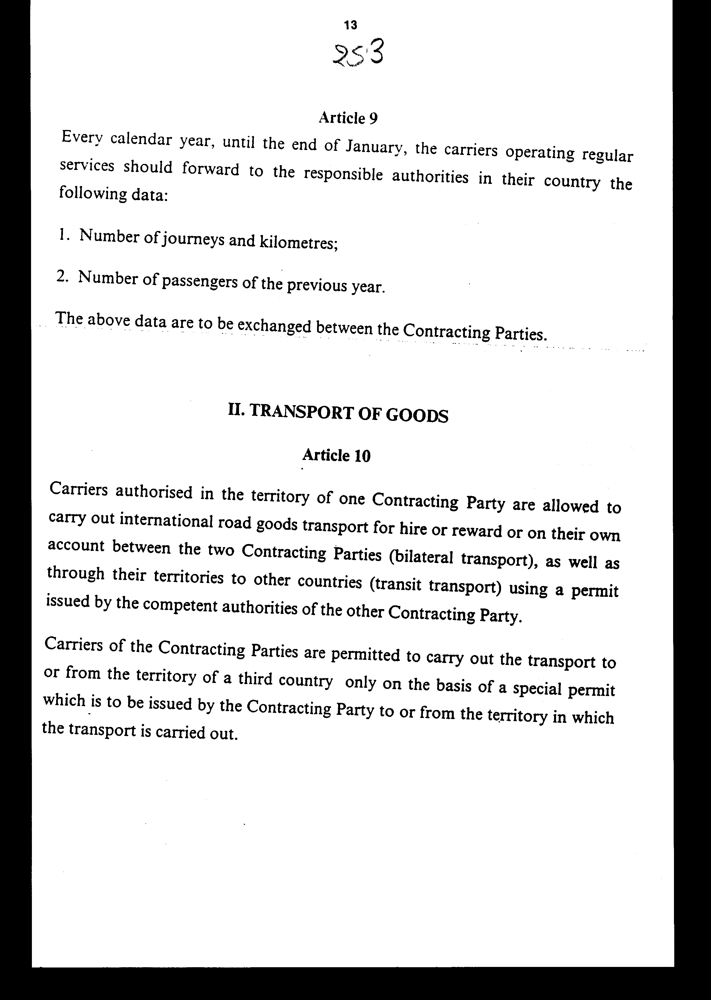 13
253
Article 9
Every calendar year, until the end of January, the carriers operating regular
services should forward to the responsible authorities in their country the
following data:
1. Number of journeys and kilometres;
2. Number of passengers of the previous year.
The above data are to be exchanged between the Contracting Parties.
II. TRANSPORT OF GOODS
Article 10
Carriers authorised in the territory of one Contracting Party are allowed to
carry out international road goods transport for hire or reward or on their own
account between the two Contracting Parties (bilateral transport), as well as
through their territories to other countries (transit transport) using a permit
issued by the competent authorities of the other Contracting Party.
Carriers of the Contracting Parties are permitted to carry out the transport to
or from the territory of a third country only on the basis of a special permit
which is to be issued by the Contracting Party to or from the territory in which
the transport is carried out.